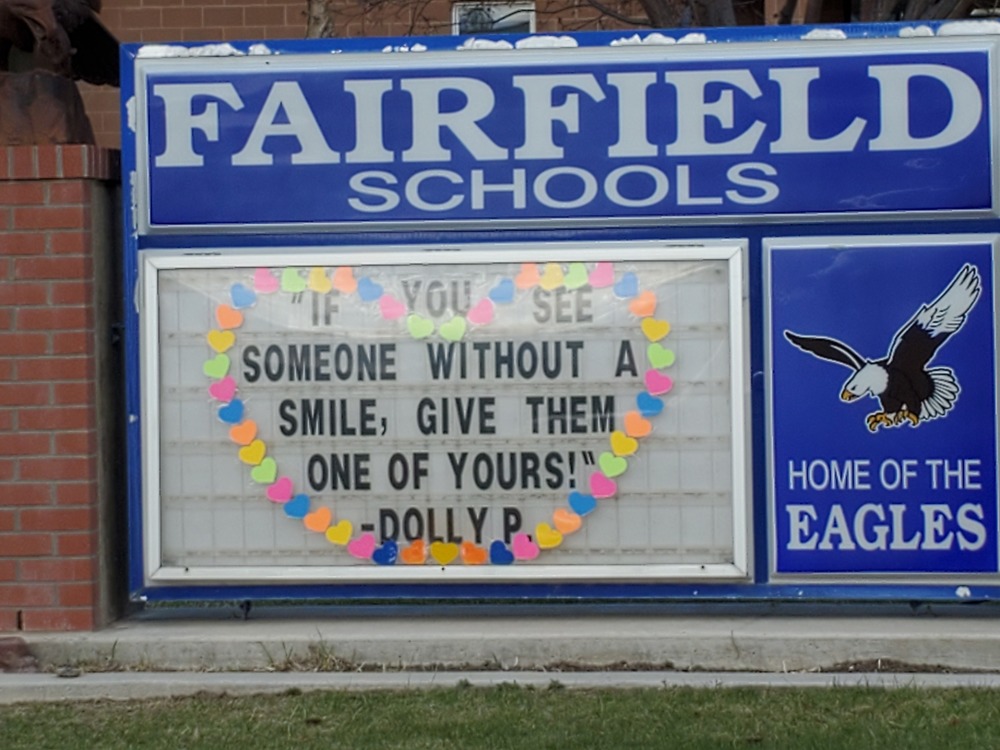 FAIRFIELD
SCHOOLS
"IF YOU SEE
SOMEONE WITHOUT A
SMILE, GIVE THEM
ONE OF YOURS!"
-DOLLY P.
HOME OF THE
EAGLES